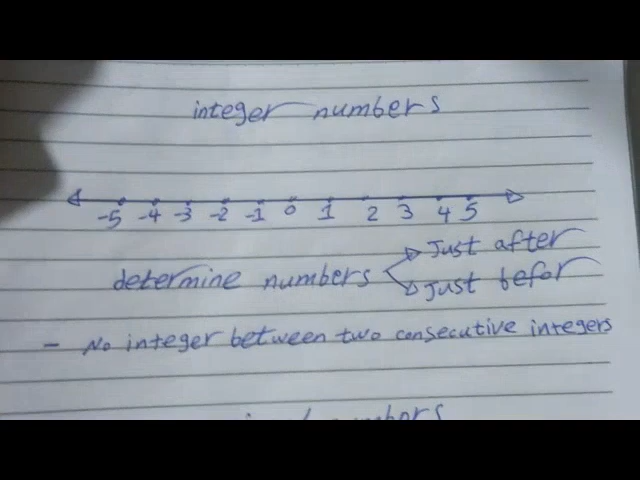 integer numbers
-5 -4 -3 -2 -1 0 1 2 3 4 5
Just after
determine numbers
Just befor
- No integer between two consecutive integers
numbers